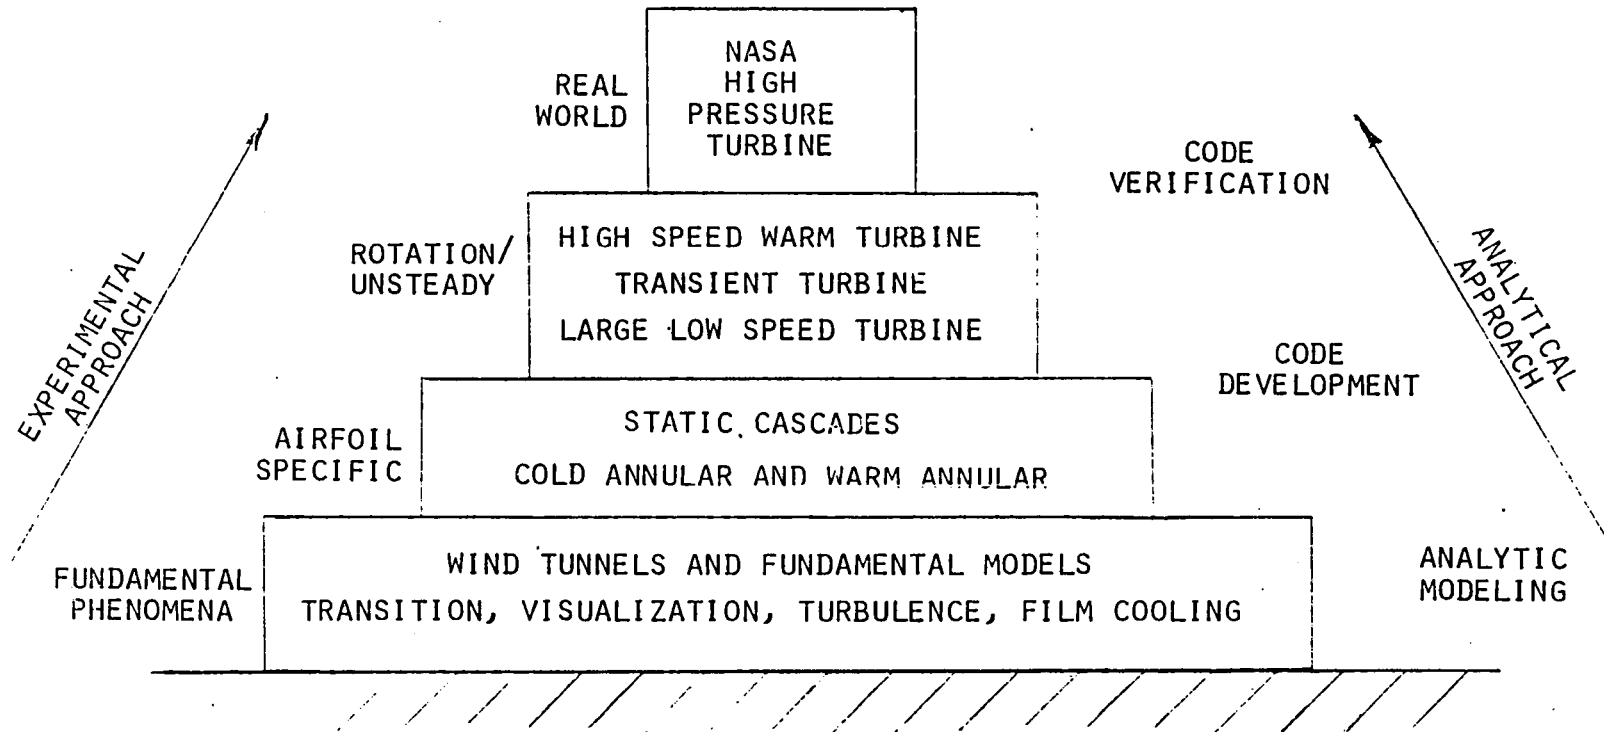 NASA
HIGH
PRESSURE
TURBINE
REAL
WORLD
CODE
VERIFICATION
HIGH SPEED WARM TURBINE
TRANSIENT TURBINE
LARGE LOW SPEED TURBINE
ROTATION/
UNSTEADY
EXPERIMENTAL
APPROACH
ANALYTICAL
APPROACH
CODE
DEVELOPMENT
STATIC CASCADES
COLD ANNULAR AND WARM ANNULAR
AIRFOIL
SPECIFIC
WIND TUNNELS AND FUNDAMENTAL MODELS
TRANSITION, VISUALIZATION, TURBULENCE, FILM COOLING
FUNDAMENTAL
PHENOMENA
ANALYTIC
MODELING